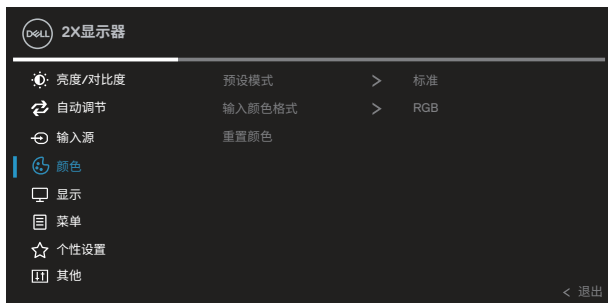 DELL 2X显示器
亮度/对比度 预设模式 > 标准
自动调节 输入颜色格式 > RGB
输入源 重置颜色
颜色
显示
菜单
个性设置
其他
< 退出